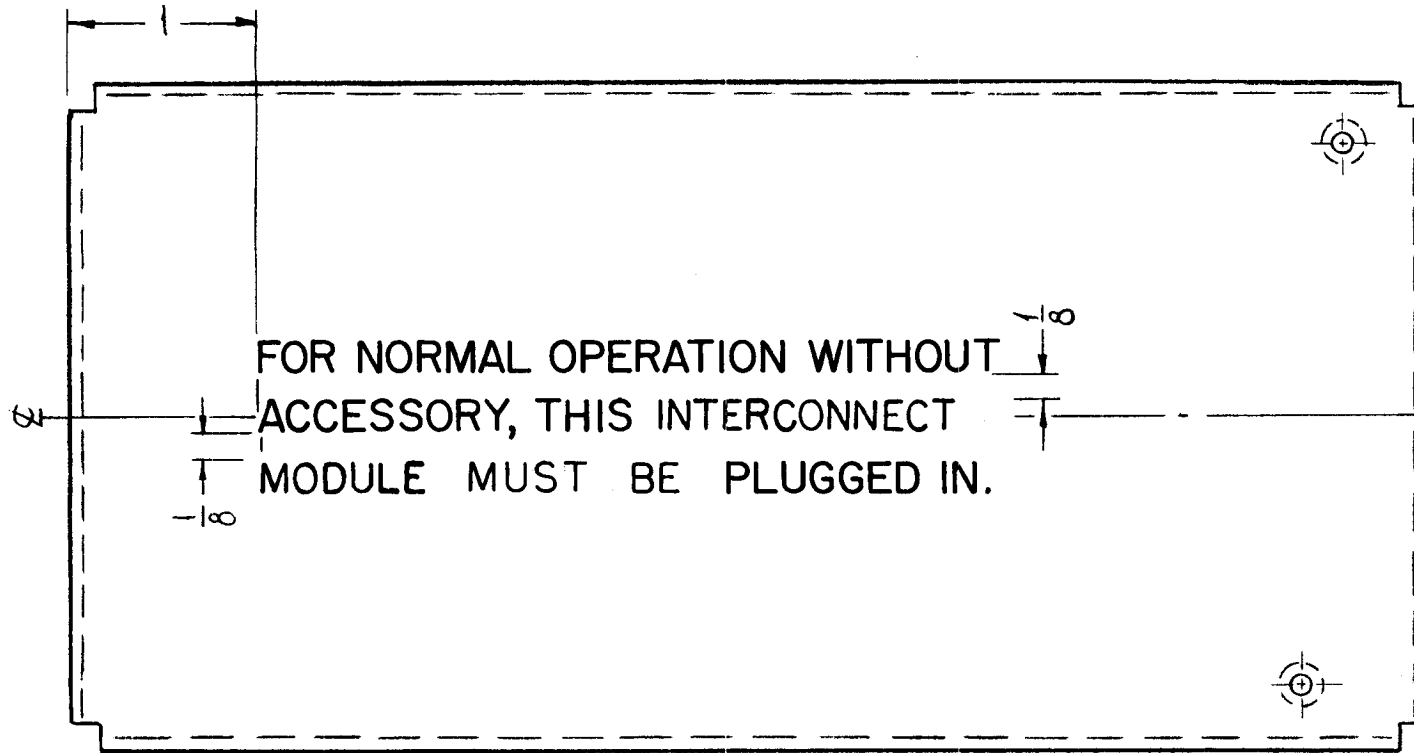 1
1/8
FOR NORMAL OPERATION WITHOUT
ACCESSORY, THIS INTERCONNECT
MODULE MUST BE PLUGGED IN.
1/8